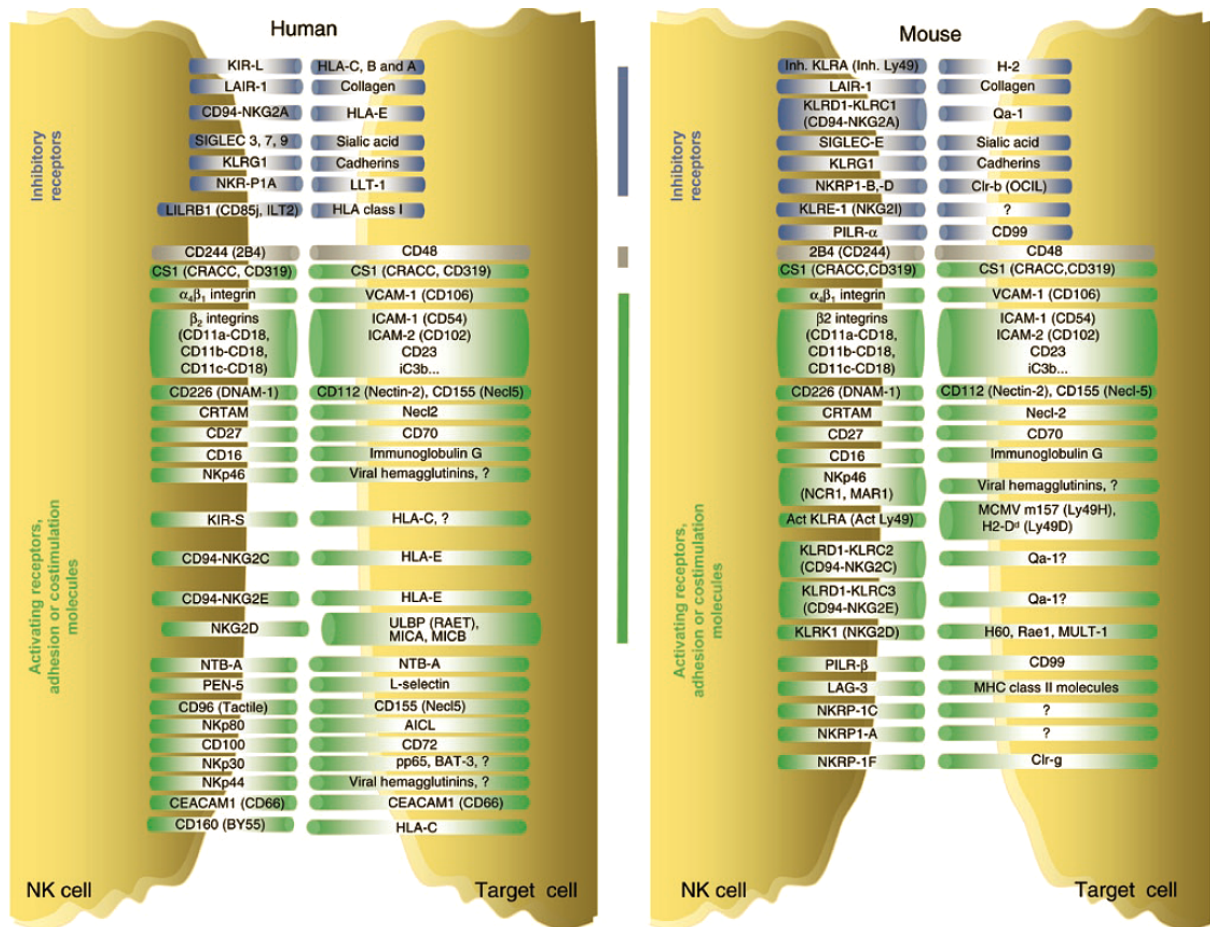 Human
Inhibitory
receptors
KIR-L
HLA-C, B and A
LAIR-1
Collagen
CD94-NKG2A
HLA-E
SIGLEC 3, 7, 9
Sialic acid
KLRG1
Cadherins
NKR-P1A
LLT-1
LILRB1 (CD85j, ILT2)
HLA class I
CD244 (2B4)
CD48
CS1 (CRACC, CD319)
CS1 (CRACC, CD319)
Activating receptors,
adhesion or costimulation
molecules
α4β1 integrin
VCAM-1 (CD106)
β2 integrins
(CD11a-CD18,
CD11b-CD18,
CD11c-CD18)
ICAM-1 (CD54)
ICAM-2 (CD102)
CD23
iC3b...
CD226 (DNAM-1)
CD112 (Nectin-2), CD155 (Necl5)
CRTAM
Necl2
CD27
CD70
CD16
Immunoglobulin G
NKp46
Viral hemagglutinins, ?
KIR-S
HLA-C, ?
CD94-NKG2C
HLA-E
CD94-NKG2E
HLA-E
NKG2D
ULBP (RAET),
MICA, MICB
NTB-A
NTB-A
PEN-5
L-selectin
CD96 (Tactile)
CD155 (Necl5)
NKp80
AICL
CD100
CD72
NKp30
pp65, BAT-3, ?
NKp44
Viral hemagglutinins, ?
CEACAM1 (CD66)
CEACAM1 (CD66)
CD160 (BY55)
HLA-C
NK cell
Target cell
Mouse
Inhibitory
receptors
Inh. KLRA (Inh. Ly49)
H-2
LAIR-1
Collagen
KLRD1-KLRC1
(CD94-NKG2A)
Qa-1
SIGLEC-E
Sialic acid
KLRG1
Cadherins
NKRP1-B,-D
Clr-b (OCIL)
KLRE-1 (NKG2I)
?
PILR-α
CD99
2B4 (CD244)
CD48
CS1 (CRACC,CD319)
CS1 (CRACC,CD319)
Activating receptors,
adhesion or costimulation
molecules
α4β1 integrin
VCAM-1 (CD106)
β2 integrins
(CD11a-CD18,
CD11b-CD18,
CD11c-CD18)
ICAM-1 (CD54)
ICAM-2 (CD102)
CD23
iC3b...
CD226 (DNAM-1)
CD112 (Nectin-2), CD155 (Necl-5)
CRTAM
Necl-2
CD27
CD70
CD16
Immunoglobulin G
NKp46
(NCR1, MAR1)
Viral hemagglutinins, ?
Act KLRA (Act Ly49)
MCMV m157 (Ly49H),
H2-Dᵈ (Ly49D)
KLRD1-KLRC2
(CD94-NKG2C)
Qa-1?
KLRD1-KLRC3
(CD94-NKG2E)
Qa-1?
KLRK1 (NKG2D)
H60, Rae1, MULT-1
PILR-β
CD99
LAG-3
MHC class II molecules
NKRP-1C
?
NKRP1-A
?
NKRP-1F
Clr-g
NK cell
Target cell